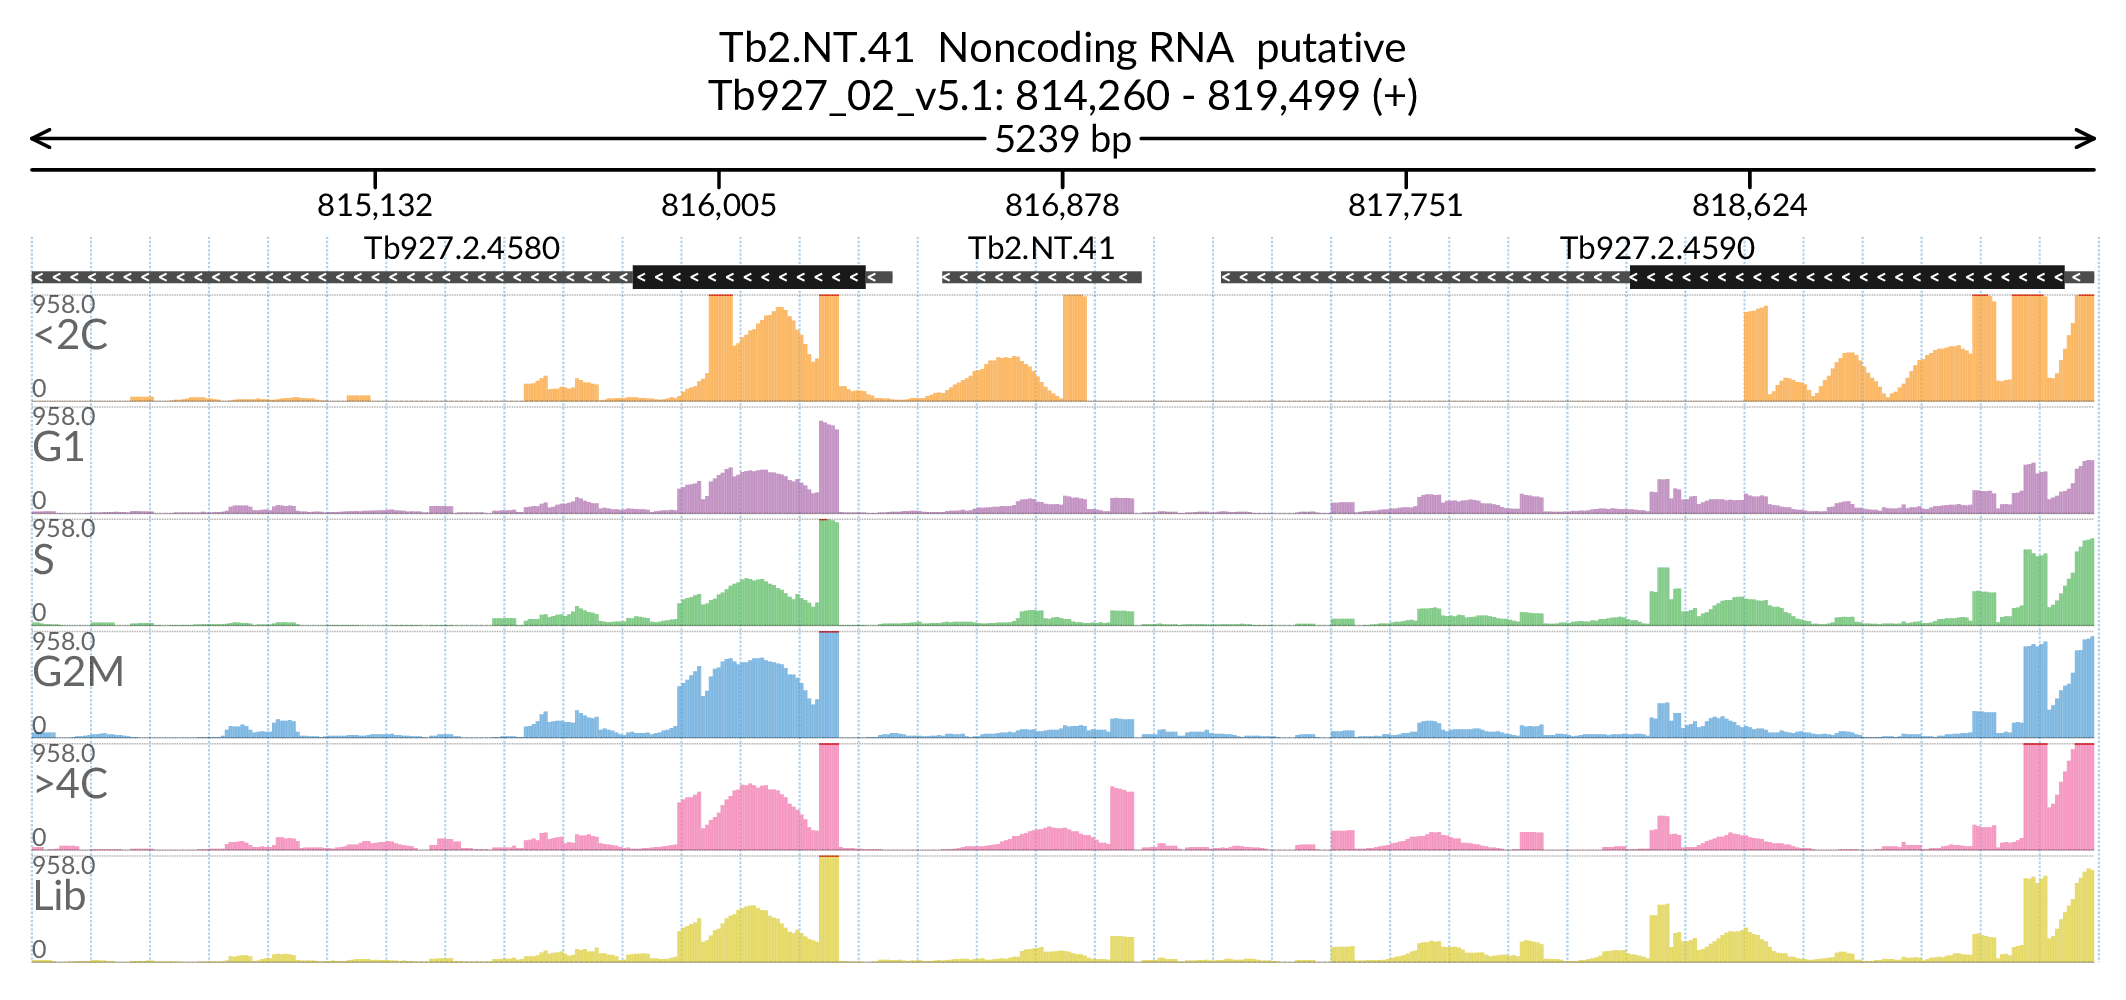 Tb2.NT.41 Noncoding RNA putative
Tb927_02_v5.1: 814,260 - 819,499 (+)
5239 bp
815,132 816,005 816,878 817,751 818,624
Tb927.2.4580 Tb2.NT.41 Tb927.2.4590
958.0
<2C
0
958.0
G1
0
958.0
S
0
958.0
G2M
0
958.0
>4C
0
958.0
Lib
0